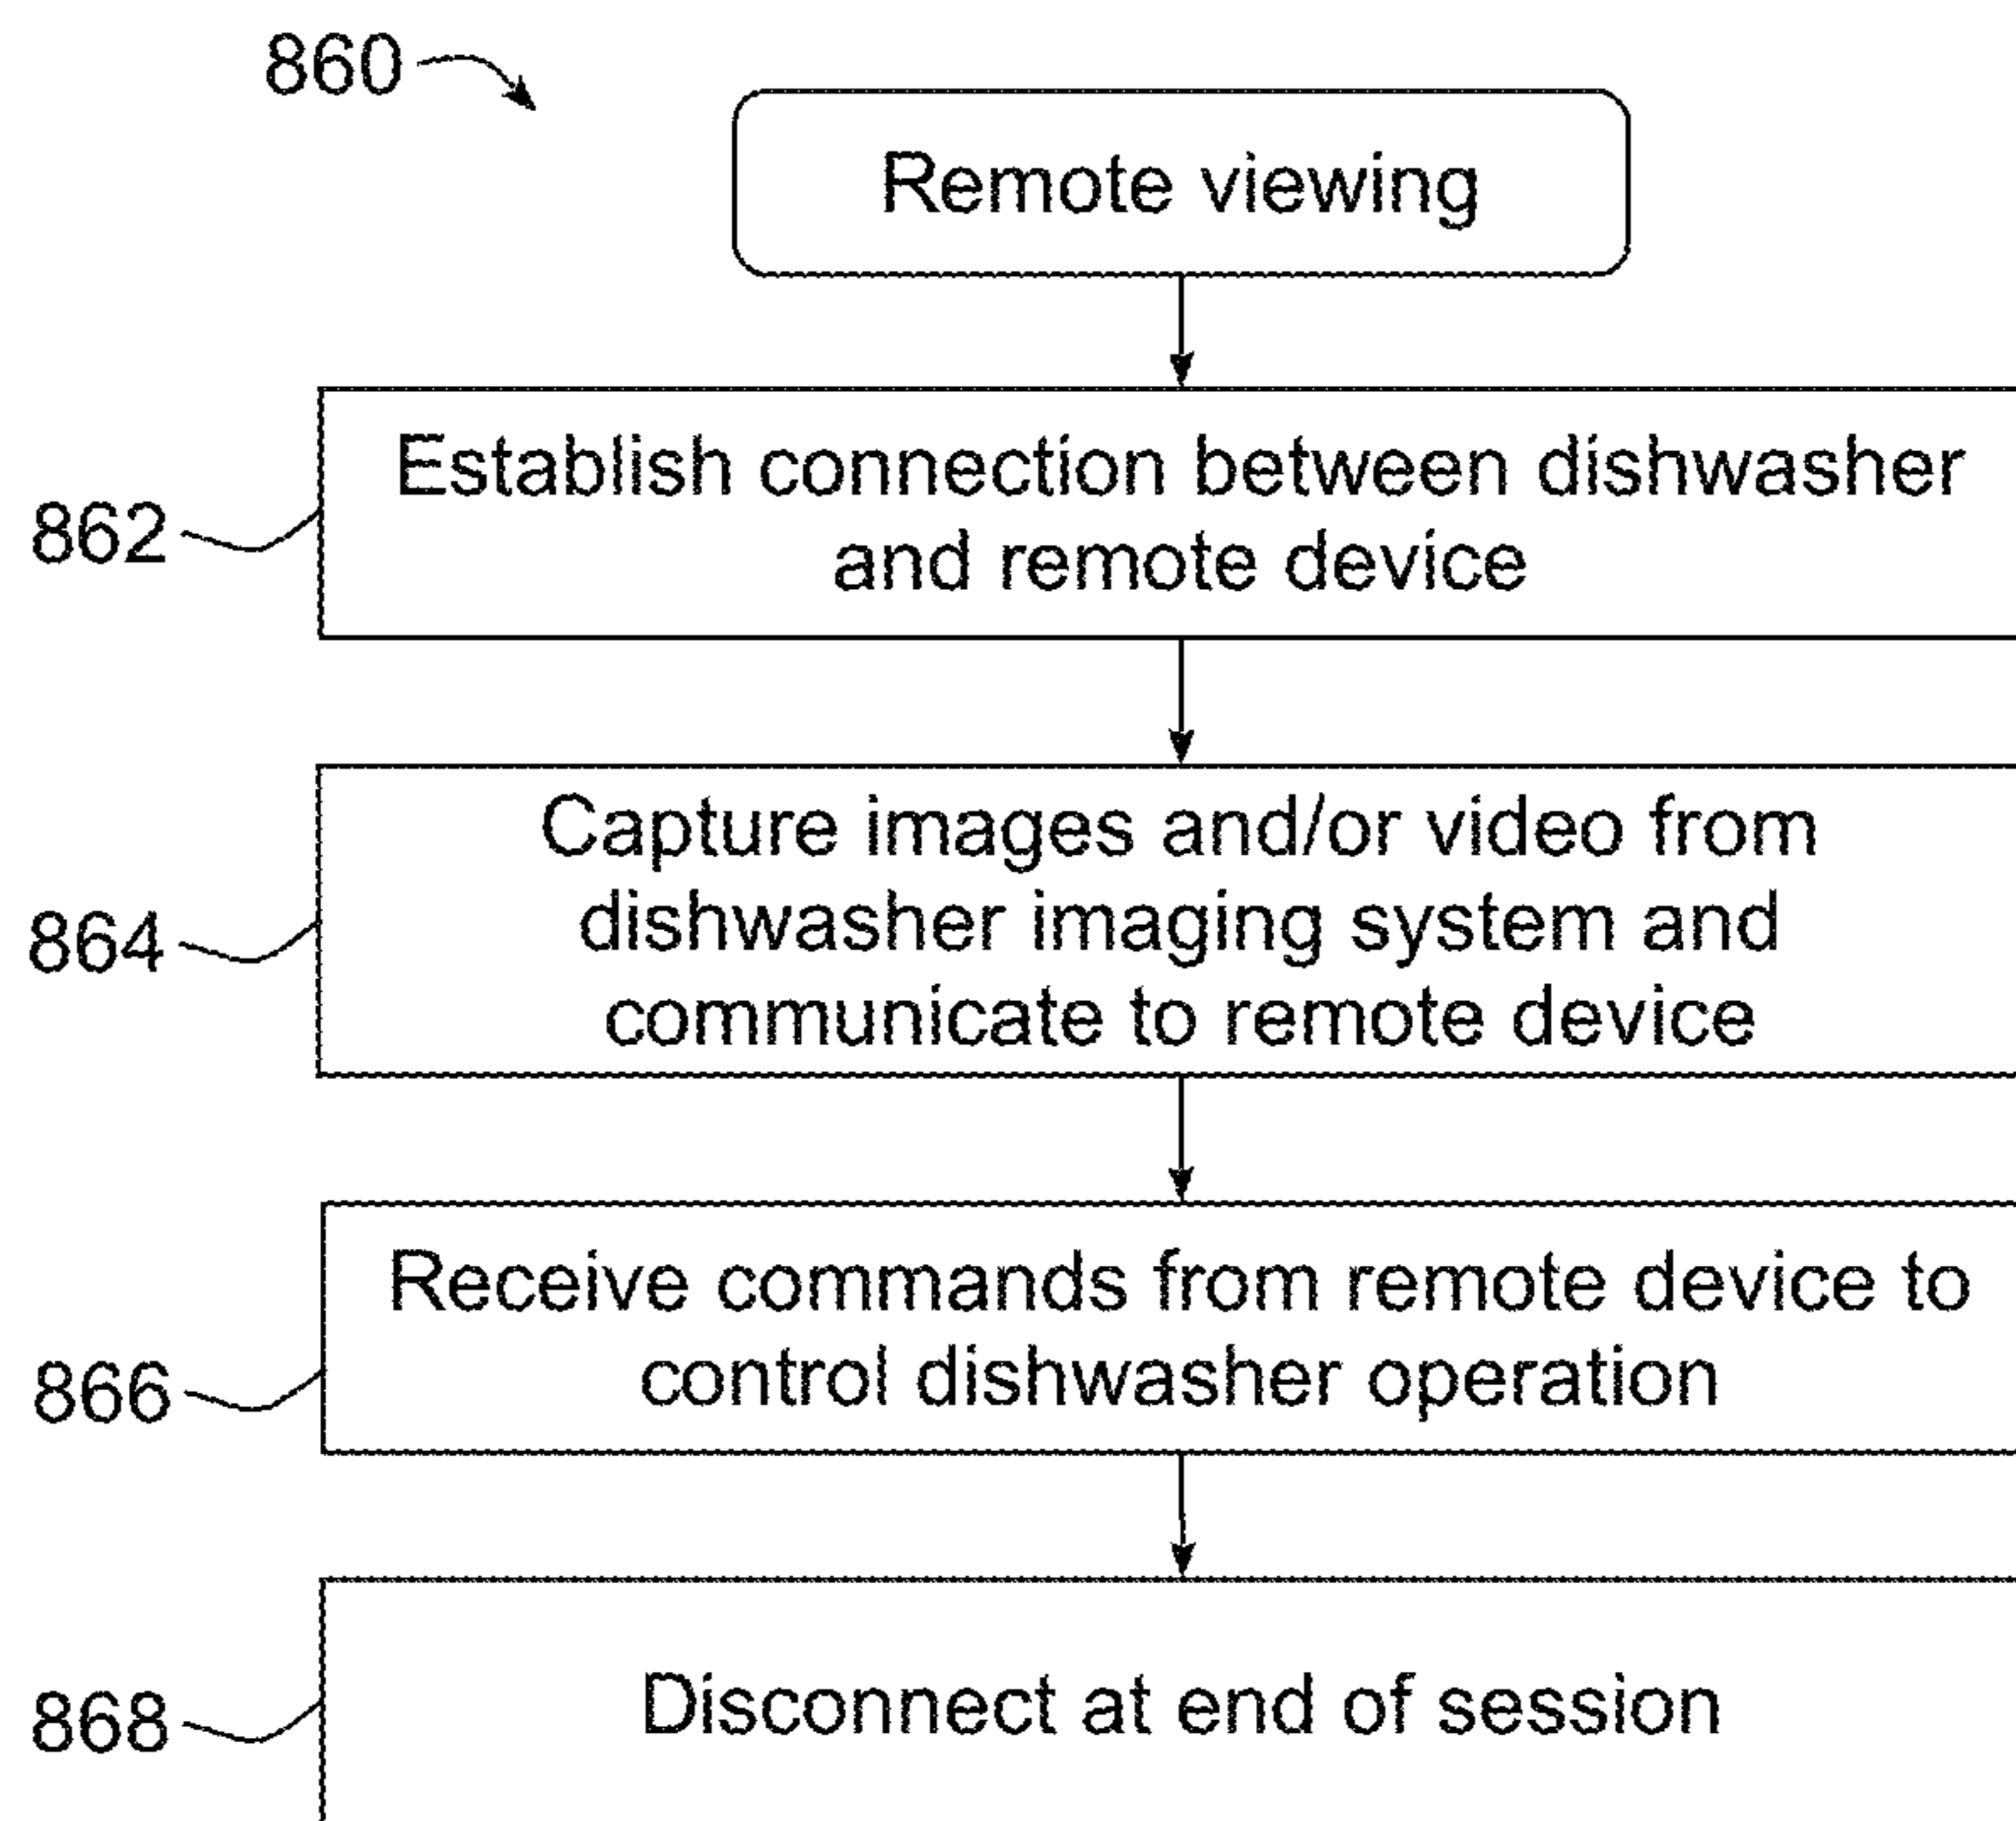 860
Remote viewing
Establish connection between dishwasher
and remote device
862
Capture images and/or video from
dishwasher imaging system and
communicate to remote device
864
Receive commands from remote device to
control dishwasher operation
866
Disconnect at end of session
868